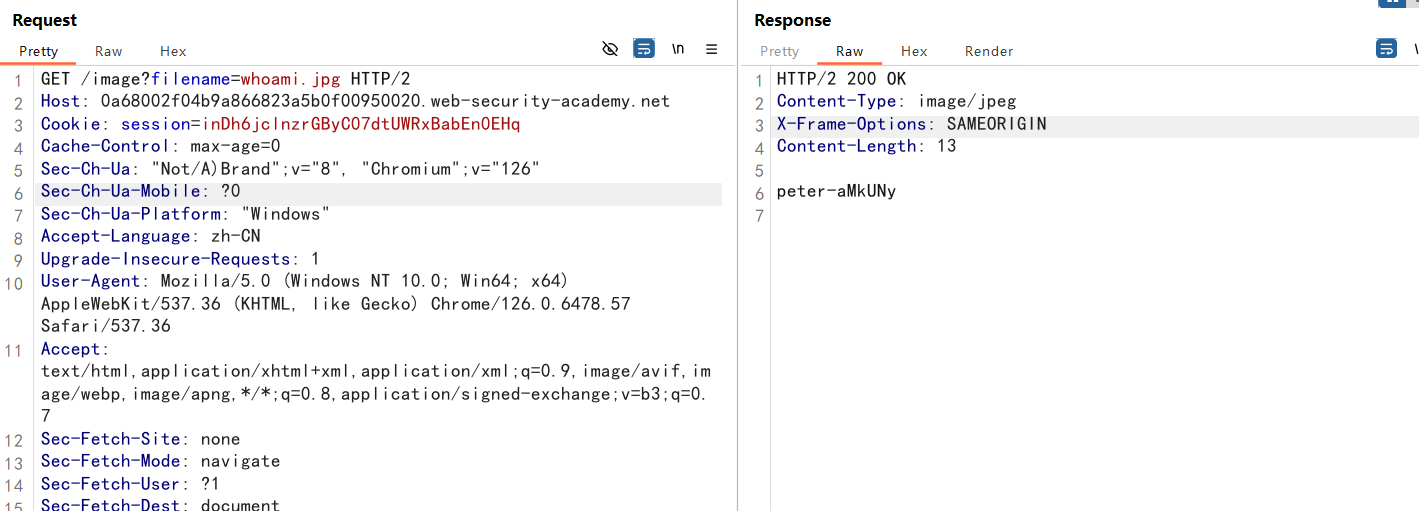 Request
Pretty Raw Hex \n
1 GET /image?filename=whoami.jpg HTTP/2
2 Host: 0a68002f04b9a866823a5b0f00950020.web-security-academy.net
3 Cookie: session=inDh6jclnzrGByC07dtUWRxBabEn0EHq
4 Cache-Control: max-age=0
5 Sec-Ch-Ua: "Not/A)Brand";v="8", "Chromium";v="126"
6 Sec-Ch-Ua-Mobile: ?0
7 Sec-Ch-Ua-Platform: "Windows"
8 Accept-Language: zh-CN
9 Upgrade-Insecure-Requests: 1
10 User-Agent: Mozilla/5.0 (Windows NT 10.0; Win64; x64)
AppleWebKit/537.36 (KHTML, like Gecko) Chrome/126.0.6478.57
Safari/537.36
11 Accept:
text/html,application/xhtml+xml,application/xml;q=0.9,image/avif,im
age/webp,image/apng,*/*;q=0.8,application/signed-exchange;v=b3;q=0.
7
12 Sec-Fetch-Site: none
13 Sec-Fetch-Mode: navigate
14 Sec-Fetch-User: ?1
15 Sec-Fetch-Dest: document
Response
Pretty Raw Hex Render
1 HTTP/2 200 OK
2 Content-Type: image/jpeg
3 X-Frame-Options: SAMEORIGIN
4 Content-Length: 13
5
6 peter-aMkUNy
7